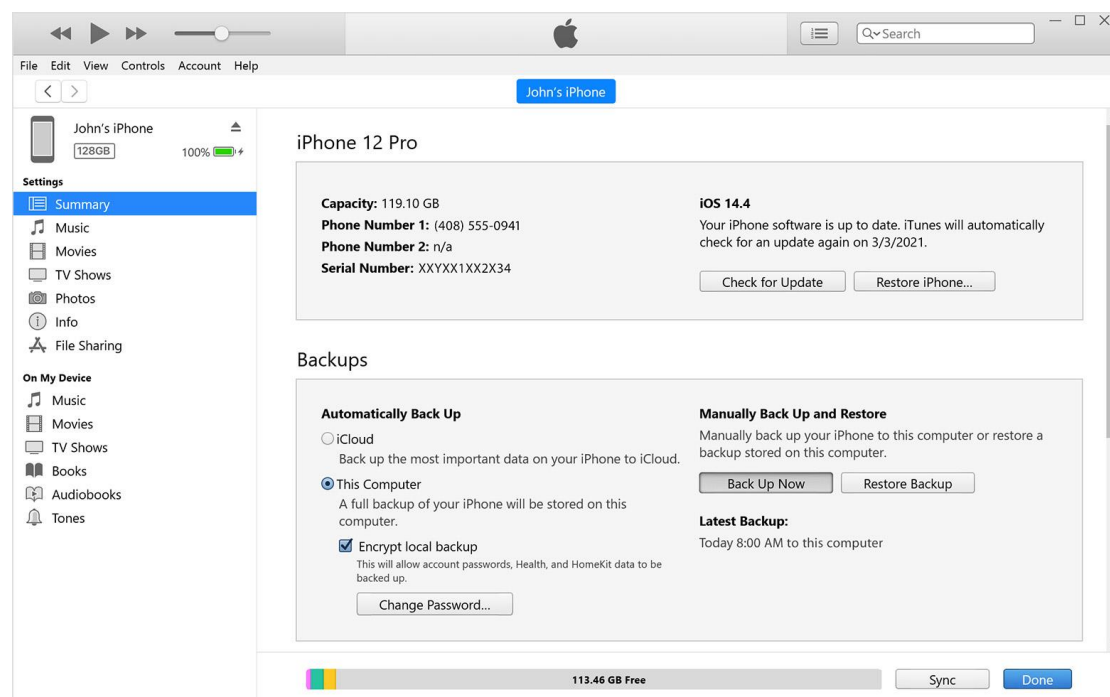 Search
File Edit View Controls Account Help
John's iPhone
John's iPhone
128GB
100%
Settings
Summary
Music
Movies
TV Shows
Photos
Info
File Sharing
On My Device
Music
Movies
TV Shows
Books
Audiobooks
Tones
iPhone 12 Pro
Capacity: 119.10 GB
Phone Number 1: (408) 555-0941
Phone Number 2: n/a
Serial Number: XXYXX1XX2X34
iOS 14.4
Your iPhone software is up to date. iTunes will automatically
check for an update again on 3/3/2021.
Check for Update
Restore iPhone...
Backups
Automatically Back Up
iCloud
Back up the most important data on your iPhone to iCloud.
This Computer
A full backup of your iPhone will be stored on this
computer.
Encrypt local backup
This will allow account passwords, Health, and HomeKit data to be
backed up.
Change Password...
Manually Back Up and Restore
Manually back up your iPhone to this computer or restore a
backup stored on this computer.
Back Up Now
Restore Backup
Latest Backup:
Today 8:00 AM to this computer
113.46 GB Free
Sync
Done